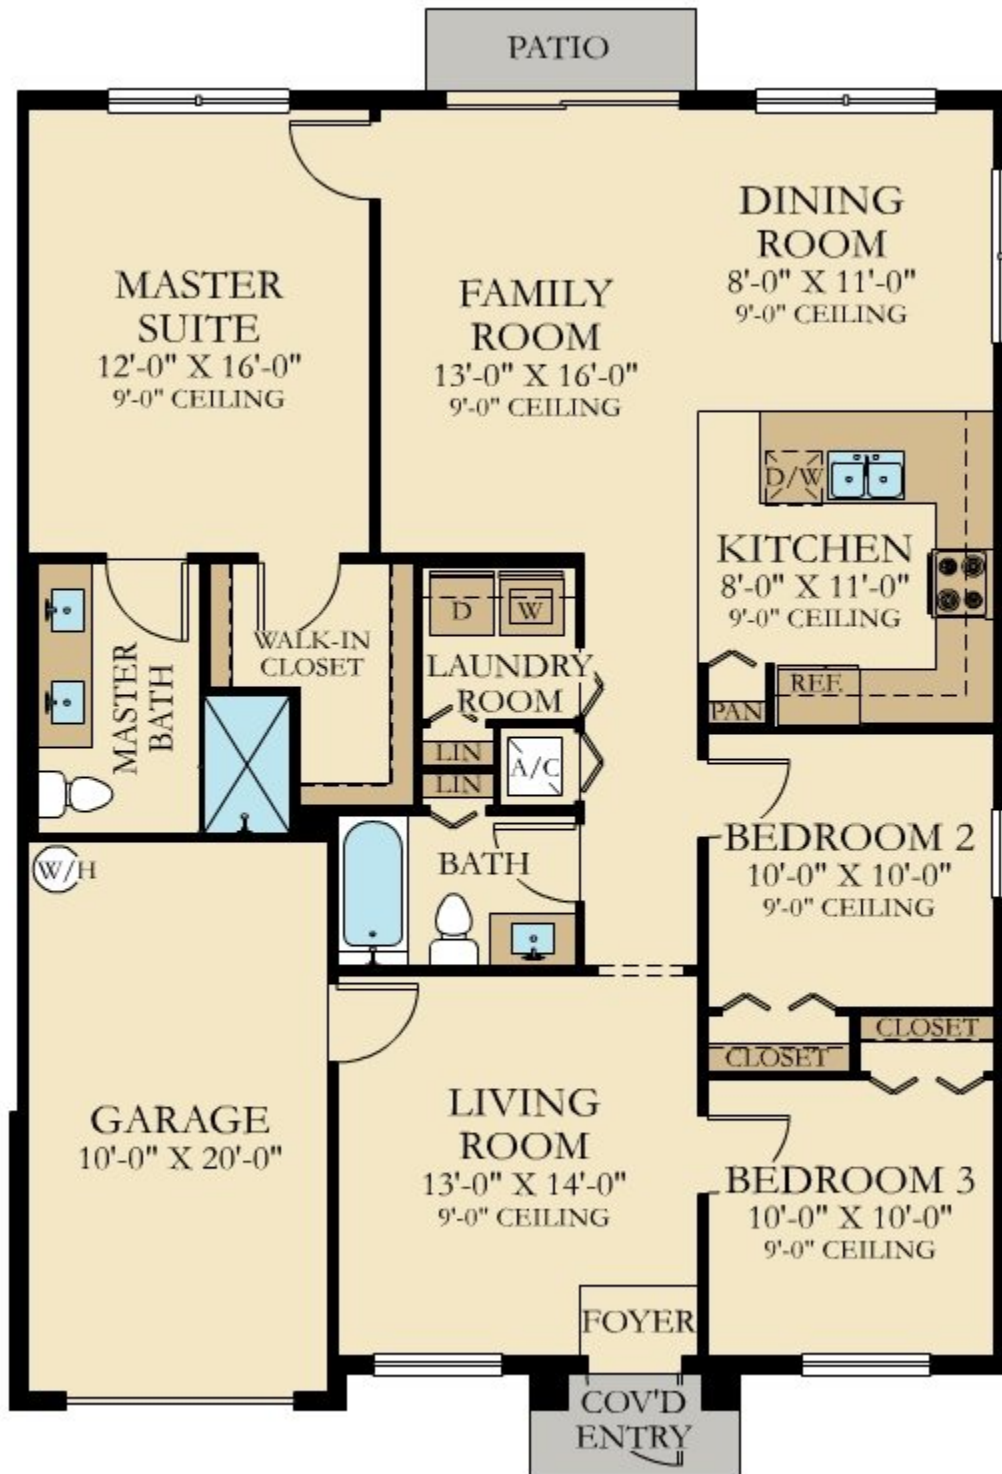 PATIO
MASTER
SUITE
12'-0" X 16'-0"
9'-0" CEILING
FAMILY
ROOM
13'-0" X 16'-0"
9'-0" CEILING
DINING
ROOM
8'-0" X 11'-0"
9'-0" CEILING
D/W
KITCHEN
8'-0" X 11'-0"
9'-0" CEILING
REF.
PAN
MASTER
BATH
WALK-IN
CLOSET
D
W
LAUNDRY
ROOM
LIN
LIN
A/C
BATH
W/H
BEDROOM 2
10'-0" X 10'-0"
9'-0" CEILING
CLOSET
CLOSET
GARAGE
10'-0" X 20'-0"
LIVING
ROOM
13'-0" X 14'-0"
9'-0" CEILING
BEDROOM 3
10'-0" X 10'-0"
9'-0" CEILING
FOYER
COV'D
ENTRY